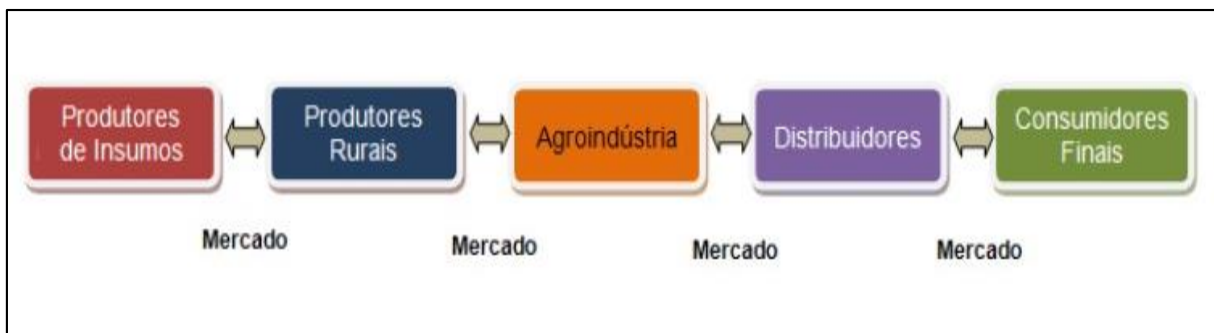 Produtores
de Insumos
Produtores
Rurais
Agroindústria
Distribuidores
Consumidores
Finais
Mercado
Mercado
Mercado
Mercado